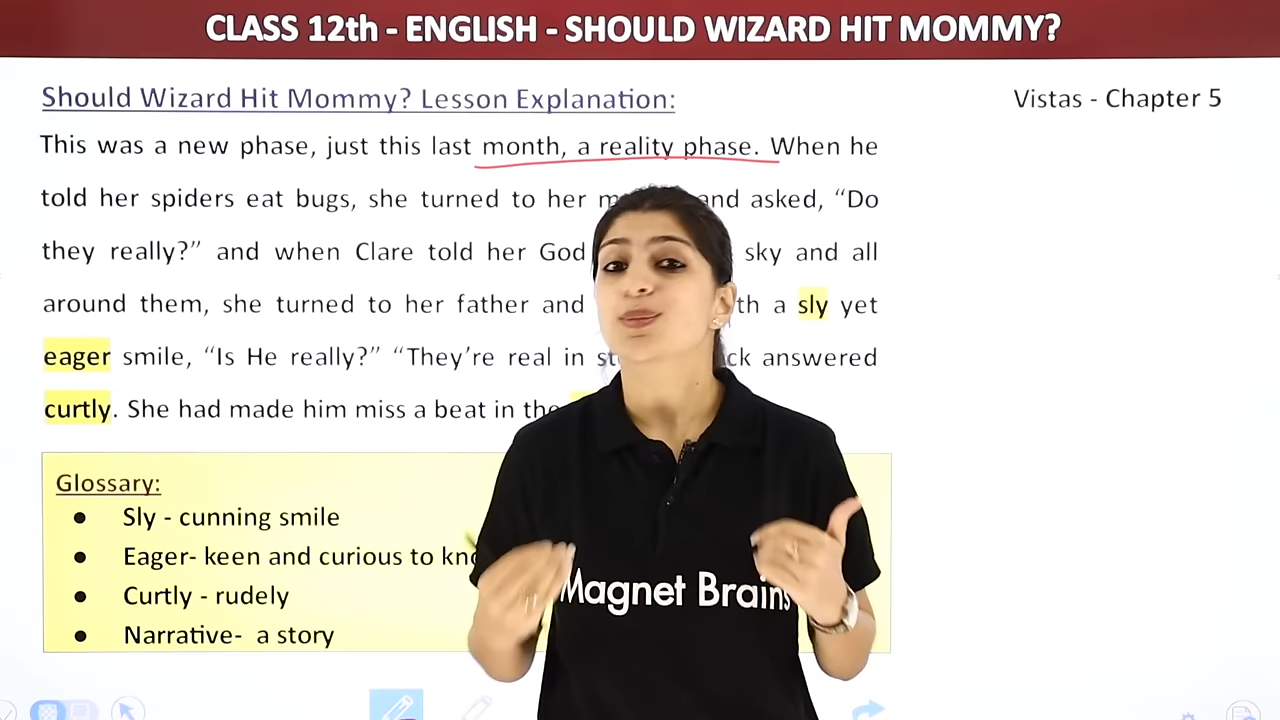 CLASS 12th - ENGLISH - SHOULD WIZARD HIT MOMMY?
Should Wizard Hit Mommy? Lesson Explanation:
Vistas - Chapter 5
This was a new phase, just this last month, a reality phase. When he
told her spiders eat bugs, she turned to her and asked, “Do
they really?” and when Clare told her God sky and all
around them, she turned to her father and a sly yet
eager smile, “Is He really?” “They’re real in answered
curtly. She had made him miss a beat in the
Glossary:
● Sly - cunning smile
● Eager- keen and curious to
● Curtly - rudely
● Narrative- a story
Magnet Brains